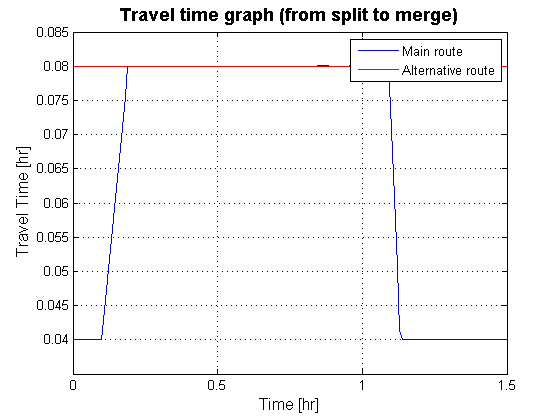 Travel time graph (from split to merge)
0.085
0.08
0.075
0.07
0.065
0.06
0.055
0.05
0.045
0.04
Travel Time [hr]
Main route
Alternative route
0
0.5
1
1.5
Time [hr]